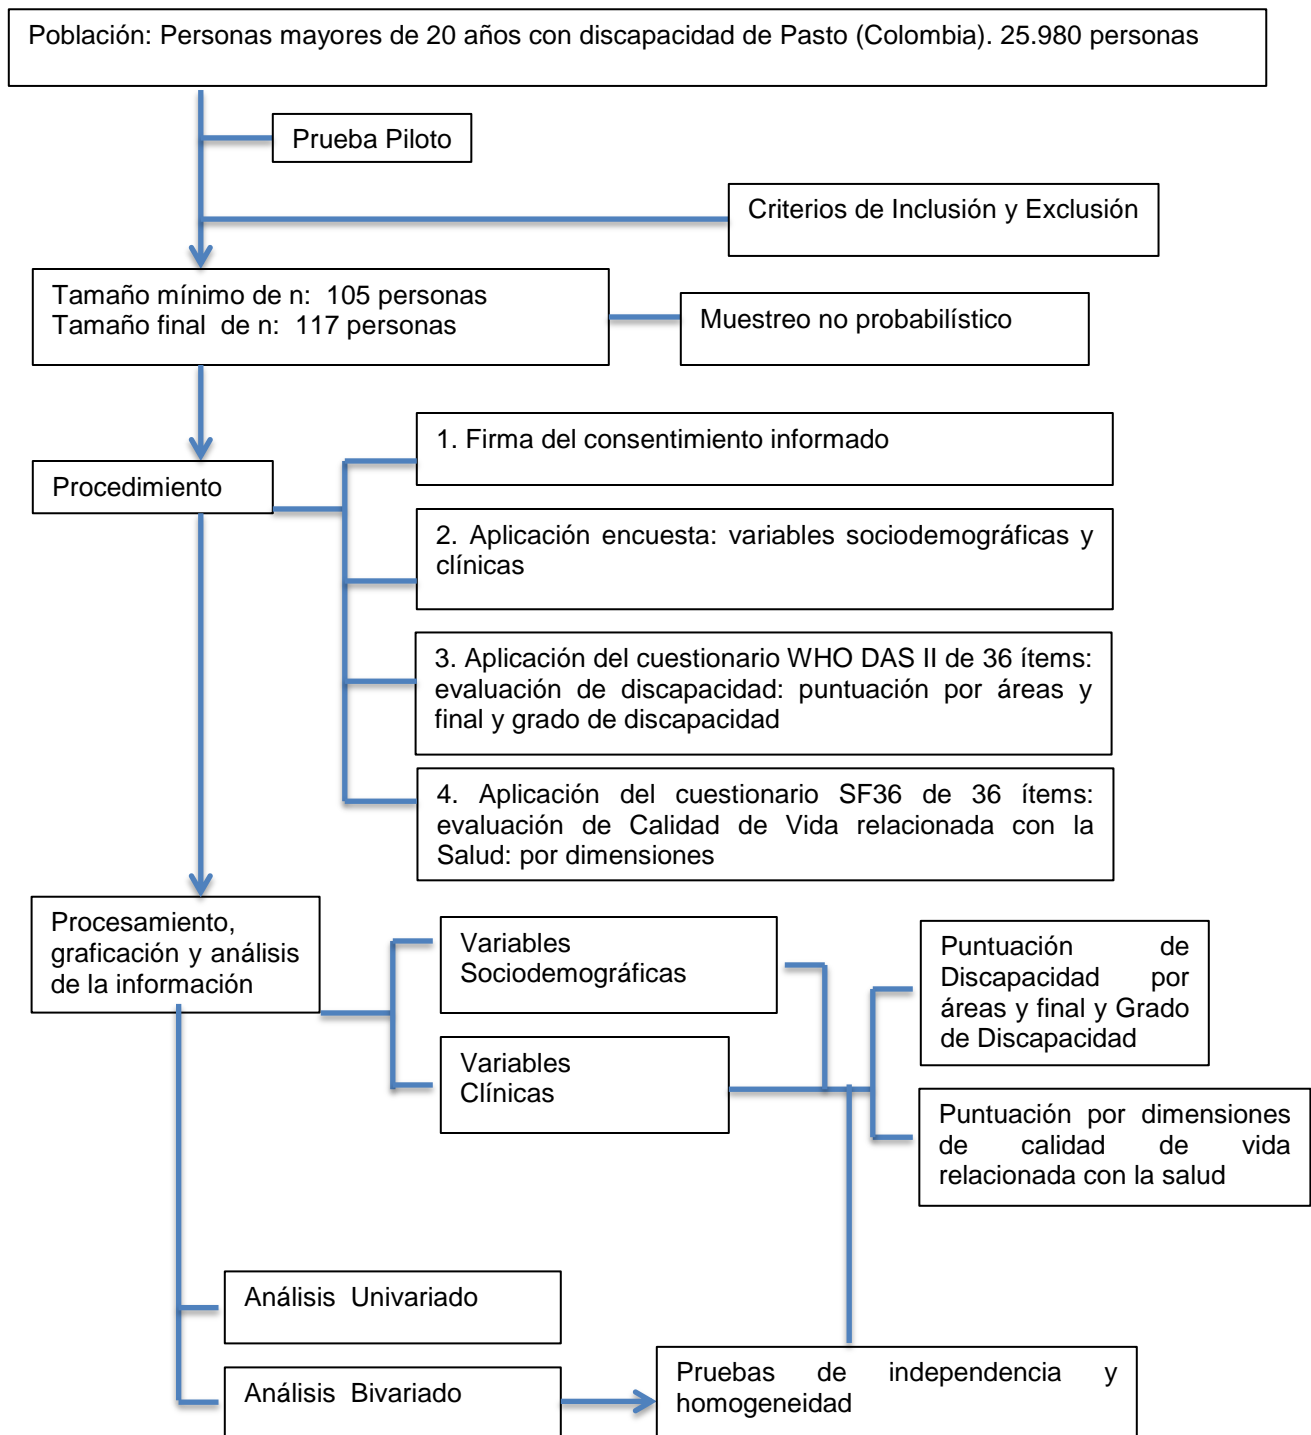 Población: Personas mayores de 20 años con discapacidad de Pasto (Colombia). 25.980 personas
Prueba Piloto
Criterios de Inclusión y Exclusión
Tamaño mínimo de n: 105 personas
Tamaño final de n: 117 personas
Muestreo no probabilístico
Procedimiento
1. Firma del consentimiento informado
2. Aplicación encuesta: variables sociodemográficas y
clínicas
3. Aplicación del cuestionario WHO DAS II de 36 ítems:
evaluación de discapacidad: puntuación por áreas y
final y grado de discapacidad
4. Aplicación del cuestionario SF36 de 36 ítems:
evaluación de Calidad de Vida relacionada con la
Salud: por dimensiones
Procesamiento,
graficación y análisis
de la información
Variables
Sociodemográficas
Variables
Clínicas
Puntuación de
Discapacidad por
áreas y final y Grado
de Discapacidad
Puntuación por dimensiones
de calidad de vida
relacionada con la salud
Análisis Univariado
Análisis Bivariado
Pruebas de independencia y
homogeneidad